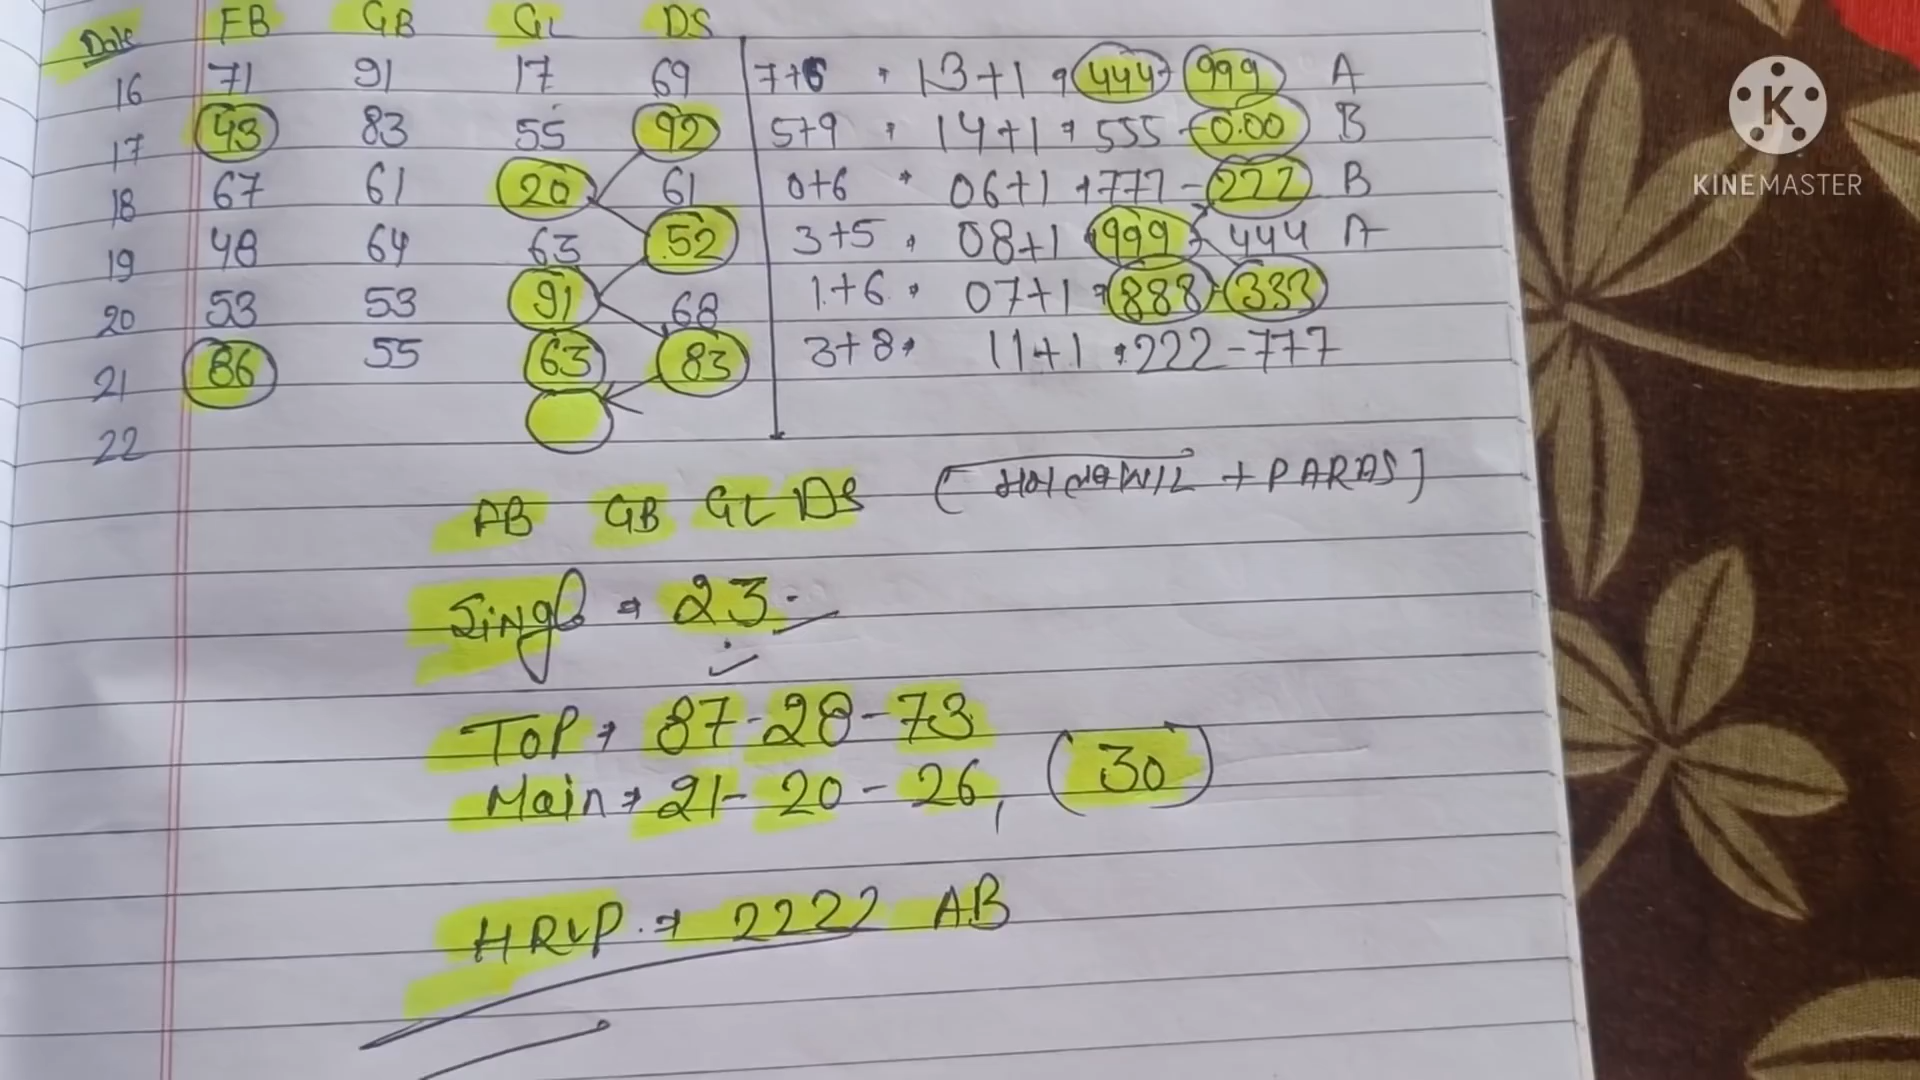 Date FB GB GL DS
16 71 91 17 69 7+6 13+1 444 999 A
17 43 83 55 92 5+9 14+1 555 - 0.00 B
18 67 61 20 61 0+6 06+1 777 - 222 B
19 48 64 63 52 3+5 08+1 999 444 A
20 53 53 91 68 1+6 07+1 888 333
21 86 55 63 83 3+8 11+1 222-777
22
AB GB GL DS ( + PARAS]
Singl 23
TOP 87-28-73
Main 21-20-26, (30)
HRUP 2222 AB
K
KINEMASTER